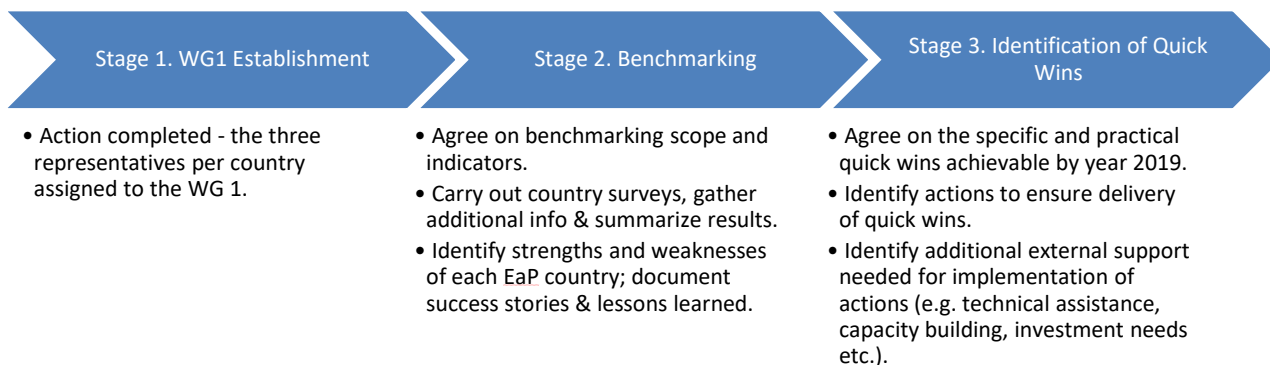 Stage 1. WG1 Establishment
• Action completed - the three
representatives per country
assigned to the WG 1.
Stage 2. Benchmarking
• Agree on benchmarking scope and
indicators.
• Carry out country surveys, gather
additional info & summarize results.
• Identify strengths and weaknesses
of each EaP country; document
success stories & lessons learned.
Stage 3. Identification of Quick
Wins
• Agree on the specific and practical
quick wins achievable by year 2019.
• Identify actions to ensure delivery
of quick wins.
• Identify additional external support
needed for implementation of
actions (e.g. technical assistance,
capacity building, investment needs
etc.).